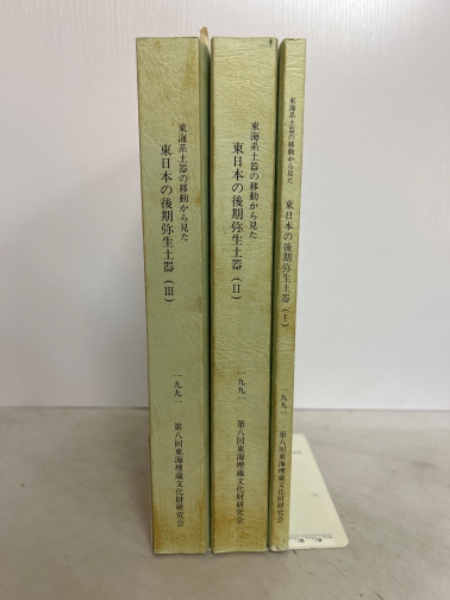 東海系土器の移動から見た
東日本の後期弥生土器(III)
一九九一
第八回東海埋蔵文化財研究会
東海系土器の移動から見た
東日本の後期弥生土器(II)
一九九一
第八回東海埋蔵文化財研究会
東海系土器の移動から見た
東日本の後期弥生土器(I)
一九九一
第八回東海埋蔵文化財研究会